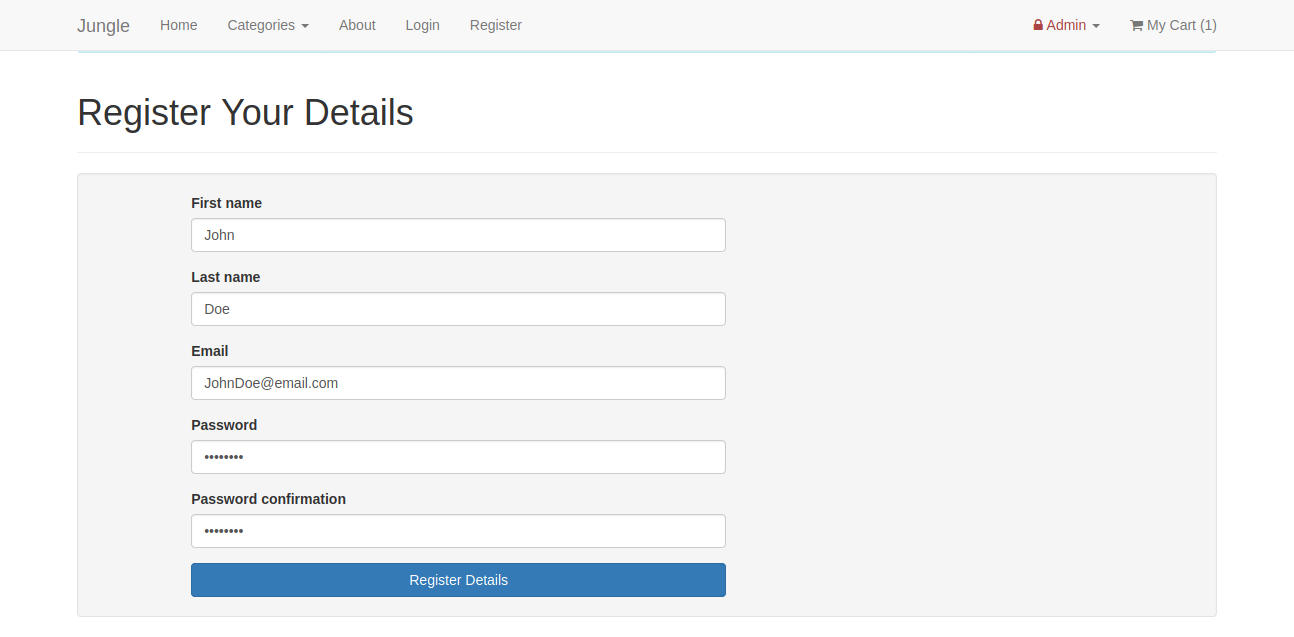 Jungle Home Categories About Login Register Admin My Cart (1)
Register Your Details
First name
John
Last name
Doe
Email
JohnDoe@email.com
Password
••••••••
Password confirmation
••••••••
Register Details